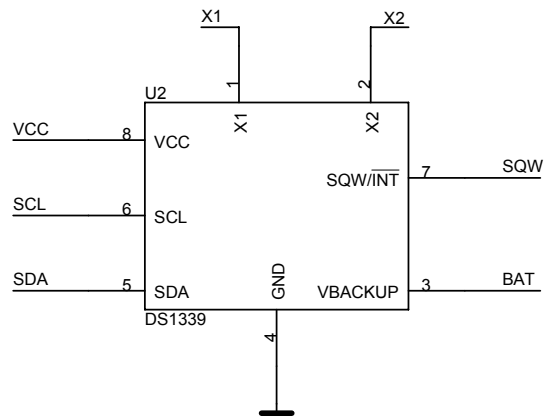 X1 X2
1 2
U2
X1 X2
VCC 8 VCC
SQW/INT 7 SQW
SCL 6 SCL
SDA 5 SDA
GND
VBACKUP 3 BAT
DS1339
4